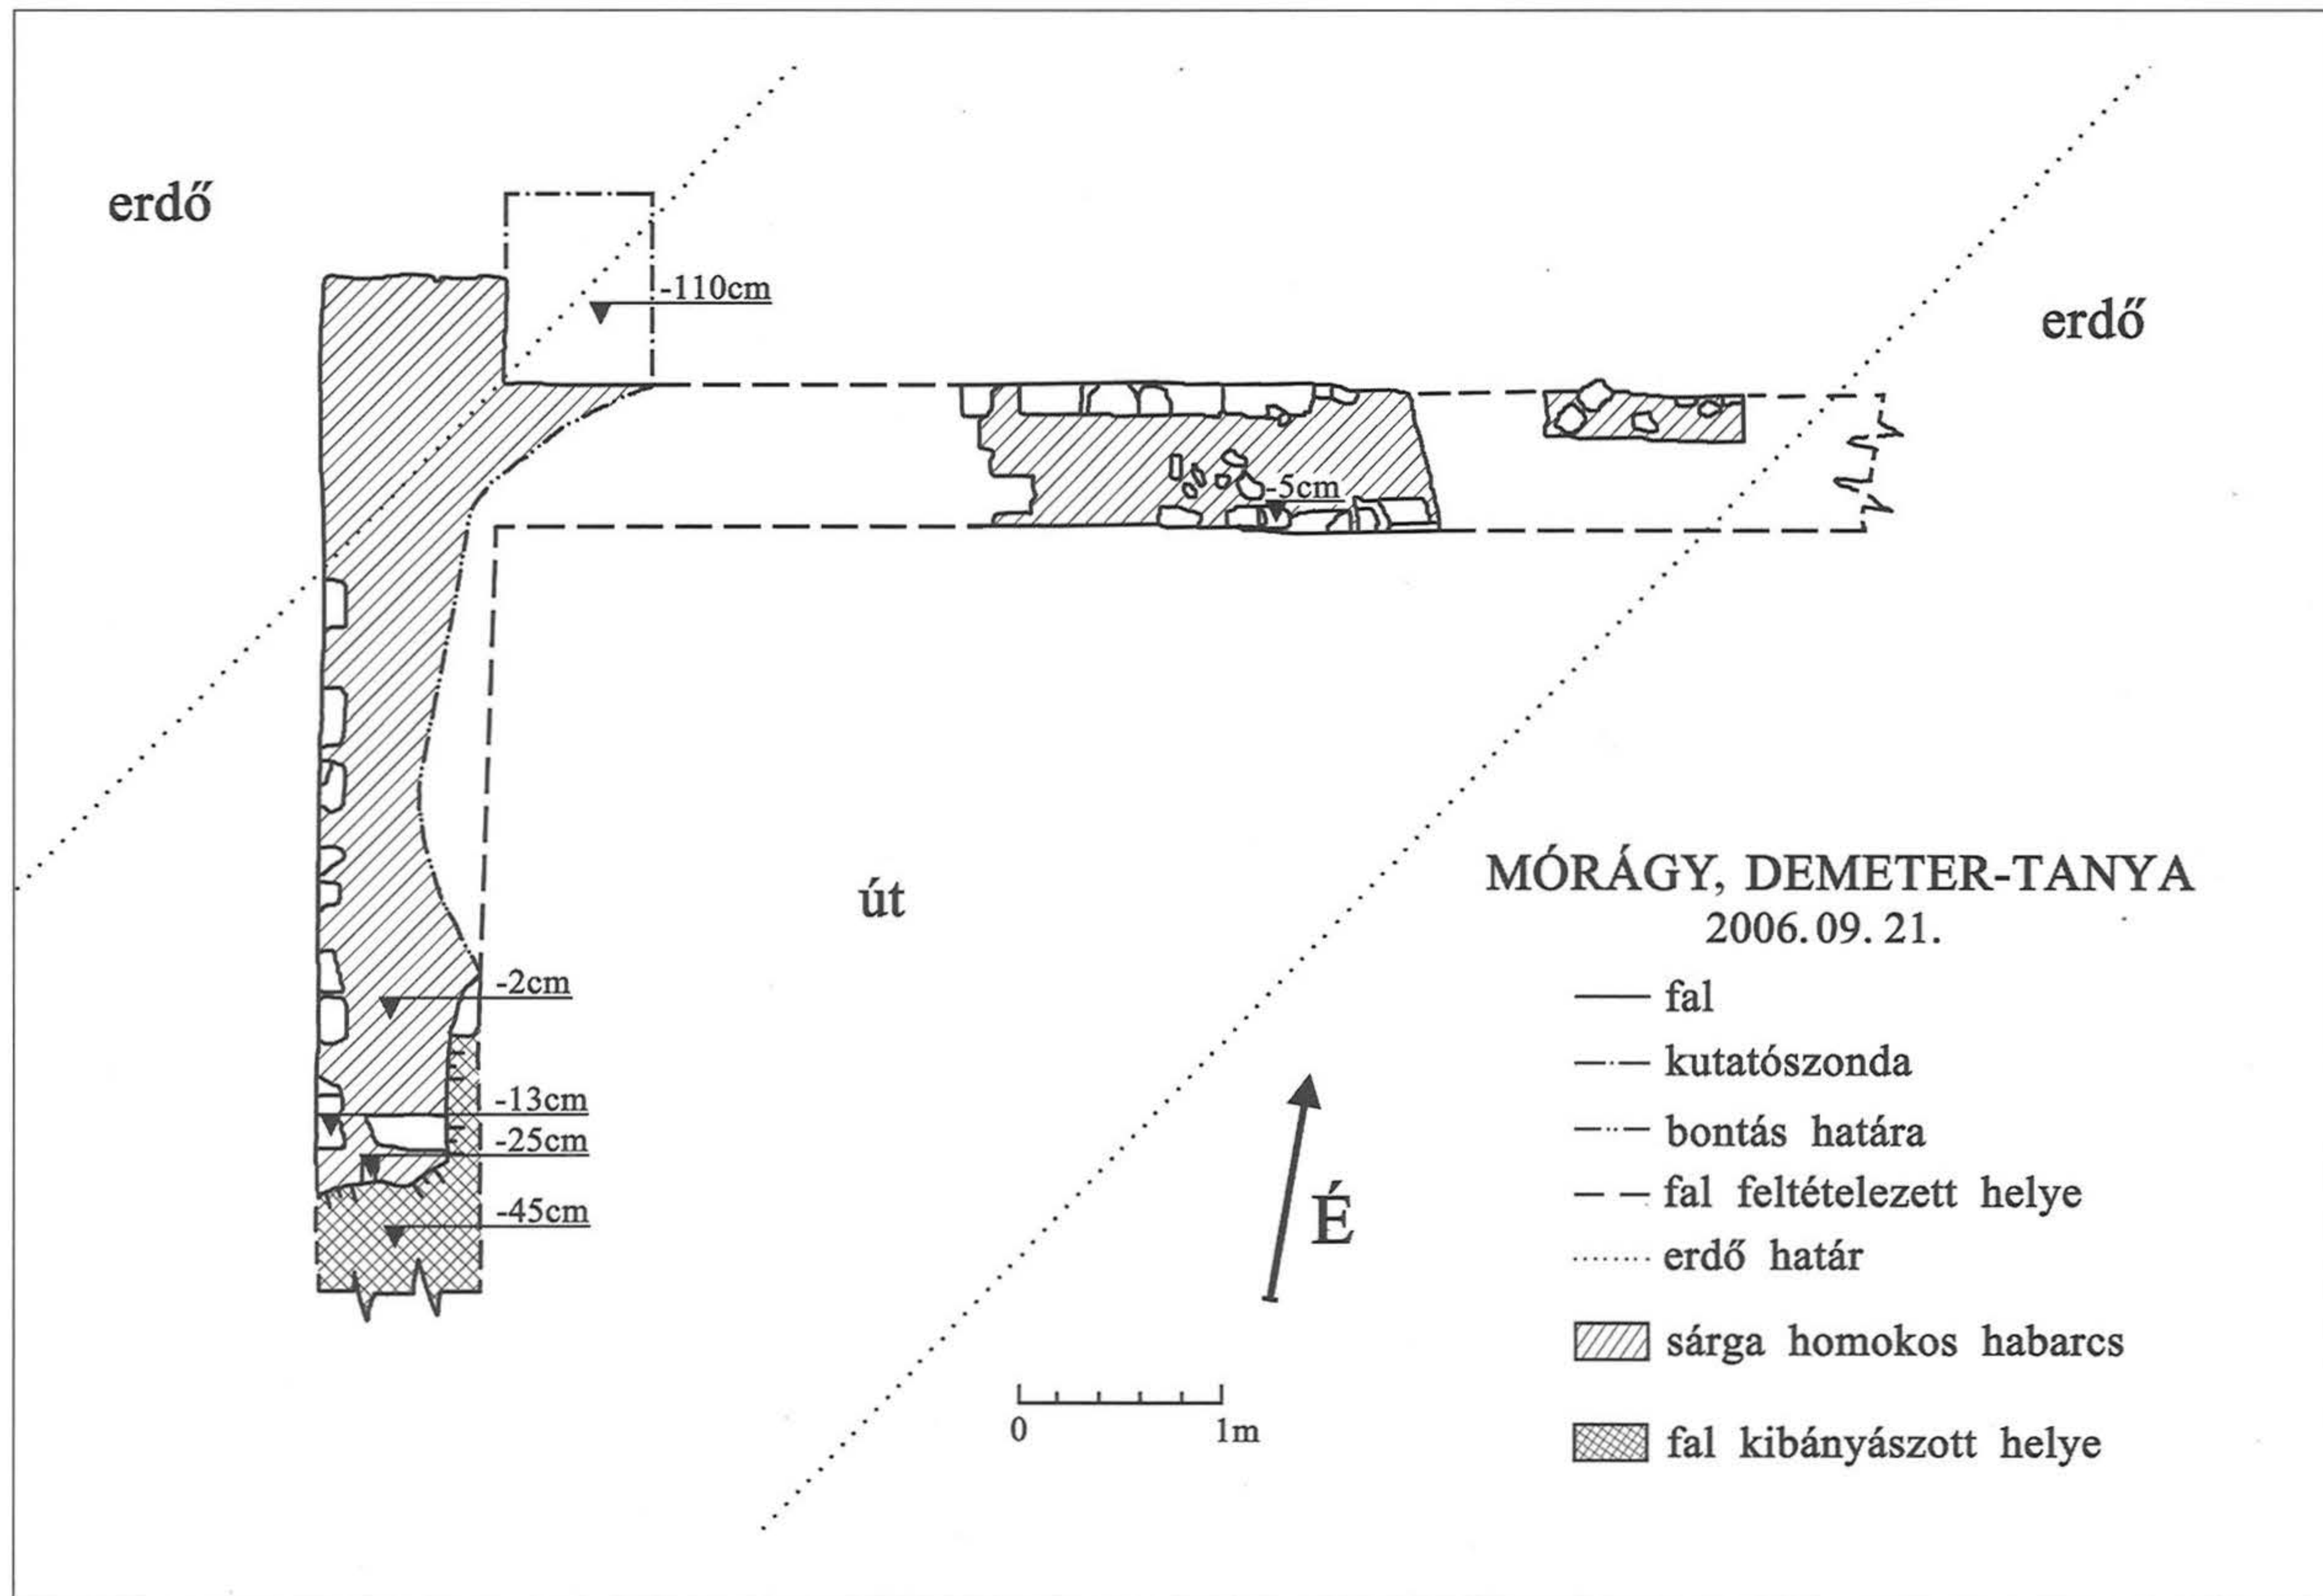 erdő
-110cm
erdő
-5cm
út
-2cm
-13cm
-25cm
-45cm
É
0 1m
MÓRÁGY, DEMETER-TANYA
2006.09.21.
fal
kutatószonda
bontás határa
fal feltételezett helye
erdő határ
sárga homokos habarcs
fal kibányászott helye